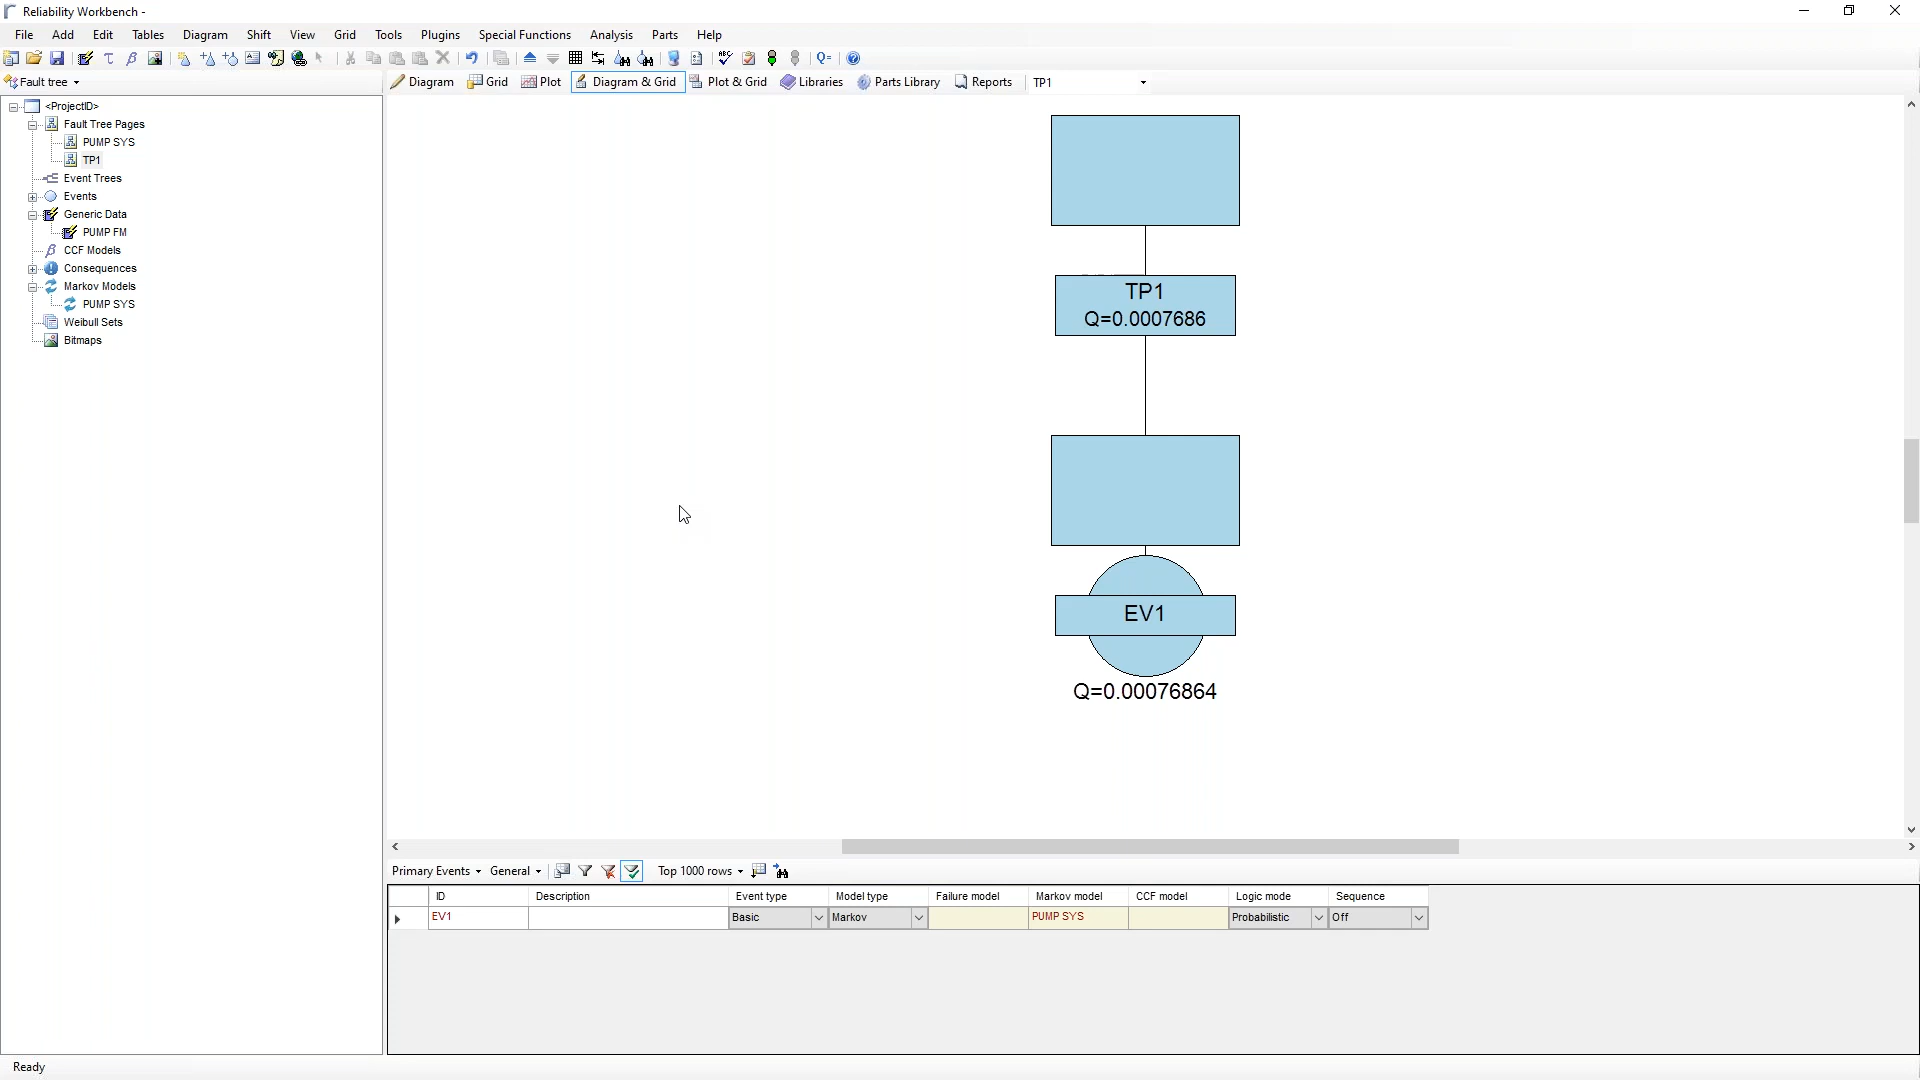 Reliability Workbench -
File Add Edit Tables Diagram Shift View Grid Tools Plugins Special Functions Analysis Parts Help
Fault tree
Diagram Grid Plot Diagram & Grid Plot & Grid Libraries Parts Library Reports TP1
<ProjectID>
Fault Tree Pages
PUMP SYS
TP1
Event Trees
Events
Generic Data
PUMP FM
CCF Models
Consequences
Markov Models
PUMP SYS
Weibull Sets
Bitmaps
TP1
Q=0.0007686
EV1
Q=0.00076864
Primary Events General Top 1000 rows
ID Description Event type Model type Failure model Markov model CCF model Logic mode Sequence
EV1 Basic Markov PUMP SYS Probabilistic Off
Ready